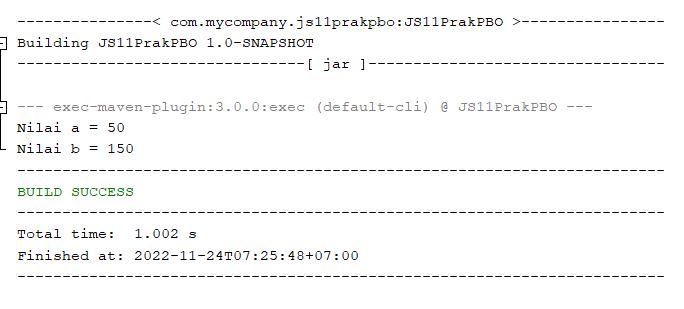 ---------------< com.mycompany.js11prakpbo:JS11PrakPBO >----------------
Building JS11PrakPBO 1.0-SNAPSHOT
--------------------------------[ jar ]---------------------------------
--- exec-maven-plugin:3.0.0:exec (default-cli) @ JS11PrakPBO ---
Nilai a = 50
Nilai b = 150
------------------------------------------------------------------------
BUILD SUCCESS
------------------------------------------------------------------------
Total time:  1.002 s
Finished at: 2022-11-24T07:25:48+07:00
------------------------------------------------------------------------